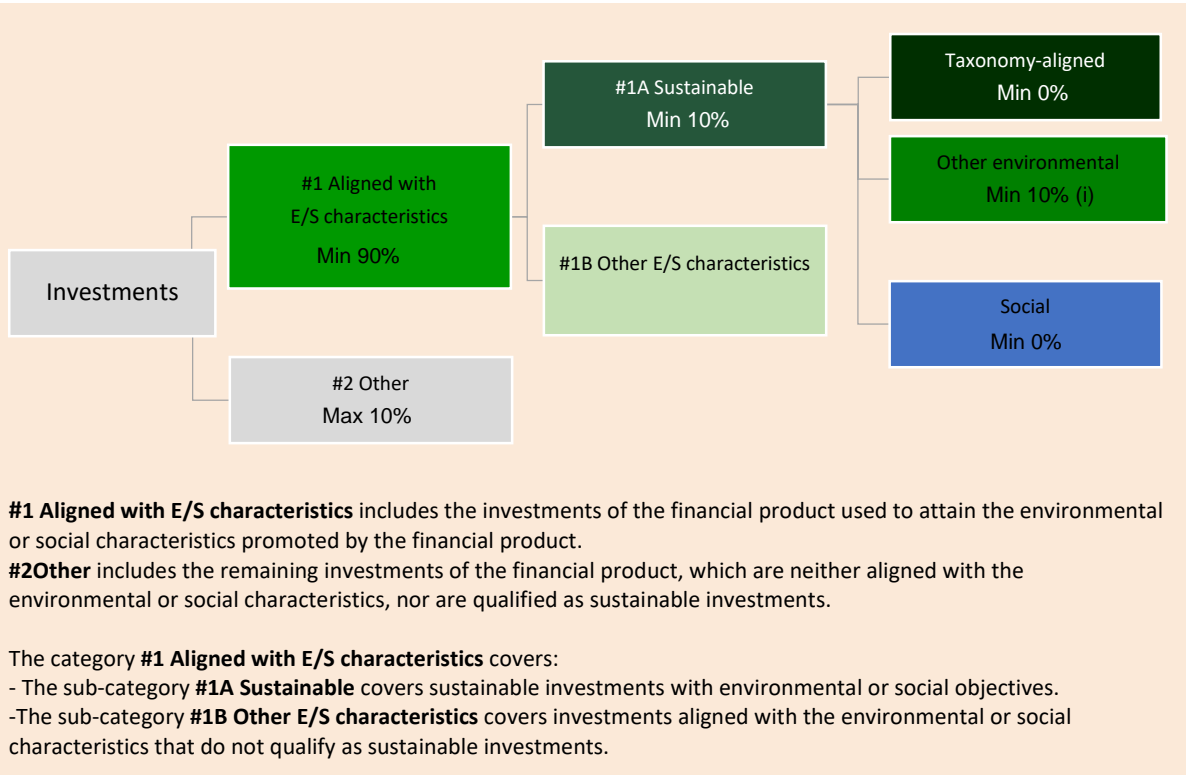 Investments
#1 Aligned with
E/S characteristics
Min 90%
#2 Other
Max 10%
#1A Sustainable
Min 10%
#1B Other E/S characteristics
Taxonomy-aligned
Min 0%
Other environmental
Min 10% (i)
Social
Min 0%
#1 Aligned with E/S characteristics includes the investments of the financial product used to attain the environmental
or social characteristics promoted by the financial product.
#2Other includes the remaining investments of the financial product, which are neither aligned with the
environmental or social characteristics, nor are qualified as sustainable investments.
The category #1 Aligned with E/S characteristics covers:
- The sub-category #1A Sustainable covers sustainable investments with environmental or social objectives.
-The sub-category #1B Other E/S characteristics covers investments aligned with the environmental or social
characteristics that do not qualify as sustainable investments.